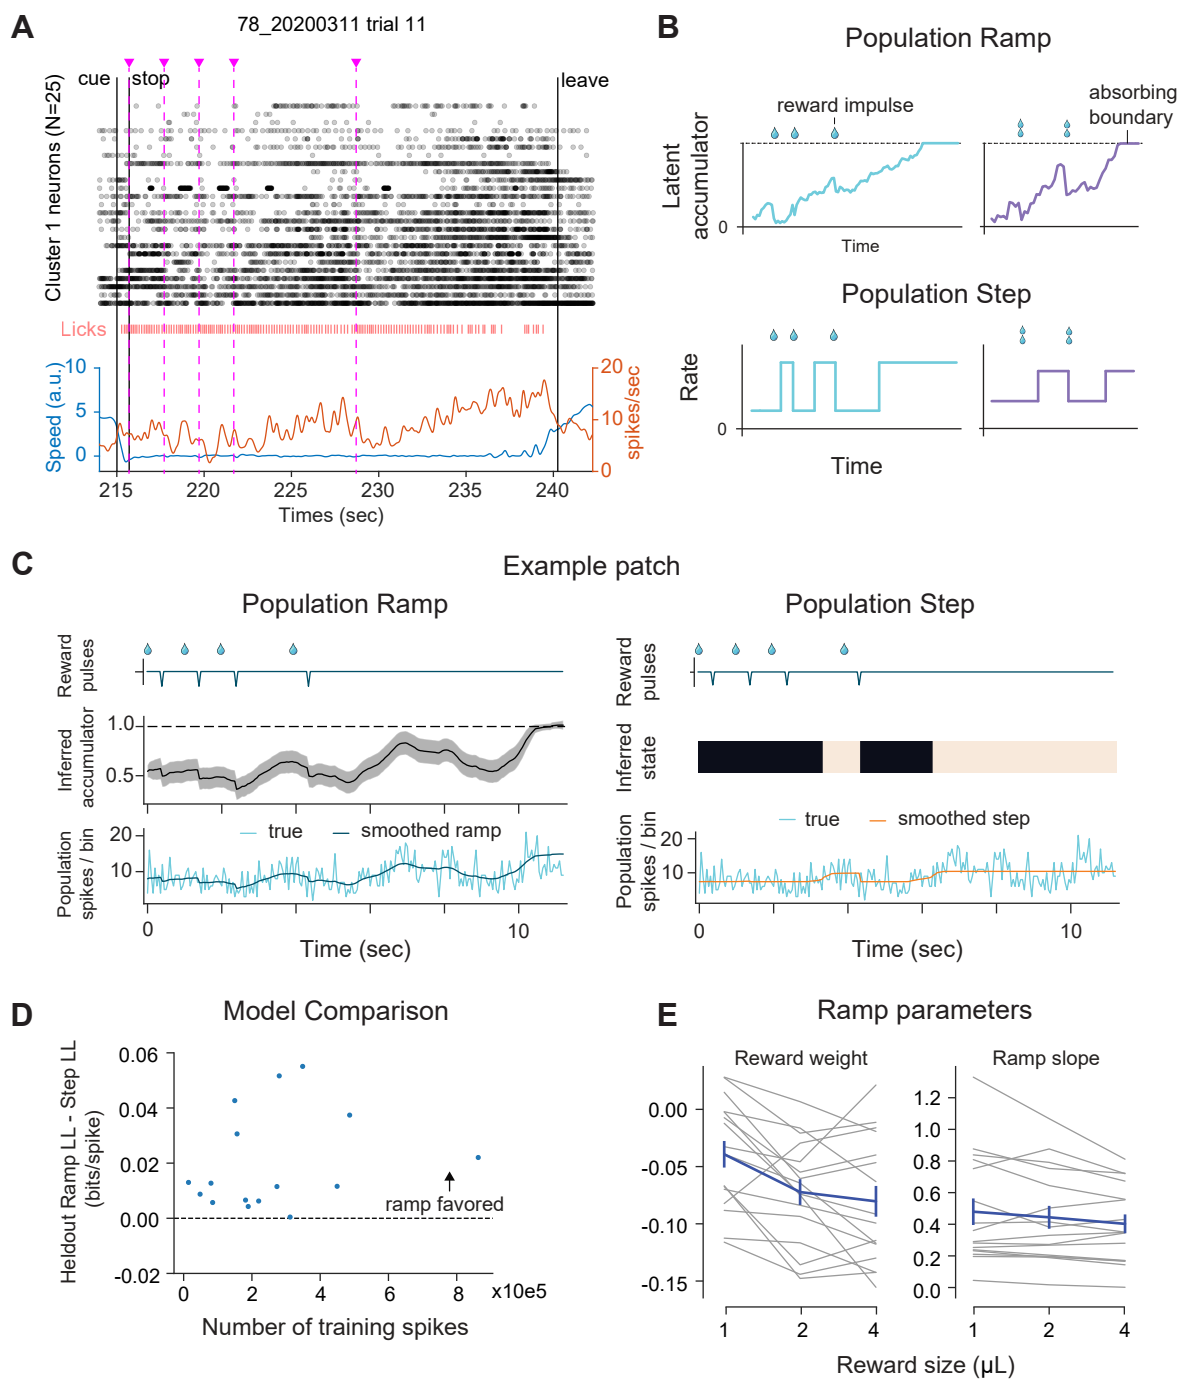 A
78_20200311 trial 11
cue
stop
leave
Cluster 1 neurons (N=25)
Licks
Speed (a.u.)
10
5
0
20
10
0
spikes/sec
215
220
225
230
235
240
Times (sec)
B
Population Ramp
Latent
accumulator
reward impulse
absorbing
boundary
0
Time
Population Step
Rate
0
Time
C
Example patch
Population Ramp
Reward
pulses
Inferred
accumulator
1.0
0.5
Population
spikes / bin
true
smoothed ramp
20
10
0
10
Time (sec)
Population Step
Reward
pulses
Inferred
state
Population
spikes / bin
true
smoothed step
20
10
0
10
Time (sec)
D
Model Comparison
Heldout Ramp LL - Step LL
(bits/spike)
0.06
0.04
0.02
0.00
-0.02
ramp favored
0
2
4
6
8
x10e5
Number of training spikes
E
Ramp parameters
Reward weight
0.00
-0.05
-0.10
-0.15
1
2
4
Ramp slope
1.2
1.0
0.8
0.6
0.4
0.2
0.0
1
2
4
Reward size (µL)